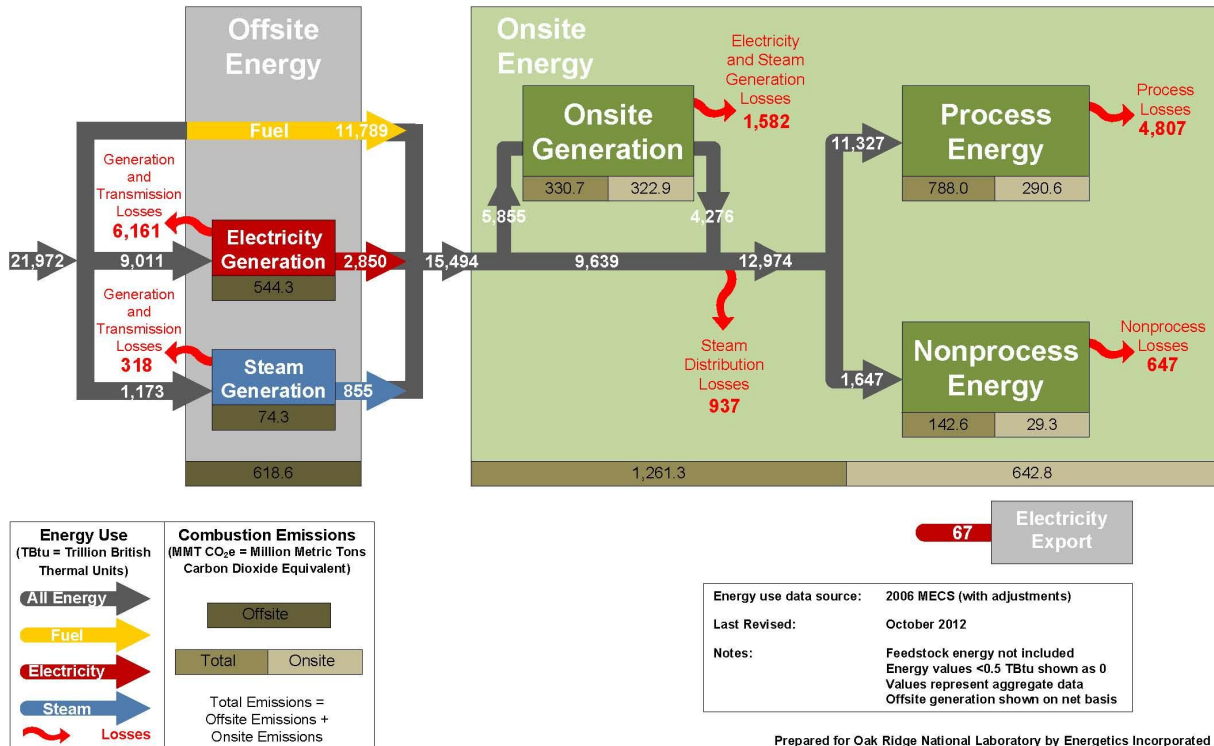 Offsite
Energy
Onsite
Energy
Fuel
11,789
Generation
and
Transmission
Losses
6,161
21,972
9,011
Electricity
Generation
2,850
544.3
Generation
and
Transmission
Losses
318
1,173
Steam
Generation
855
74.3
618.6
15,494
5,855
Onsite
Generation
330.7
322.9
Electricity
and Steam
Generation
Losses
1,582
4,276
9,639
12,974
Steam
Distribution
Losses
937
11,327
Process
Energy
788.0
290.6
Process
Losses
4,807
1,647
Nonprocess
Energy
142.6
29.3
Nonprocess
Losses
647
1,261.3
642.8
67
Electricity
Export
Energy Use
(TBtu = Trillion British
Thermal Units)
All Energy
Fuel
Electricity
Steam
Losses
Combustion Emissions
(MMT CO₂e = Million Metric Tons
Carbon Dioxide Equivalent)
Offsite
Total
Onsite
Total Emissions =
Offsite Emissions +
Onsite Emissions
Energy use data source: 2006 MECS (with adjustments)
Last Revised: October 2012
Notes: Feedstock energy not included
Energy values <0.5 TBtu shown as 0
Values represent aggregate data
Offsite generation shown on net basis
Prepared for Oak Ridge National Laboratory by Energetics Incorporated